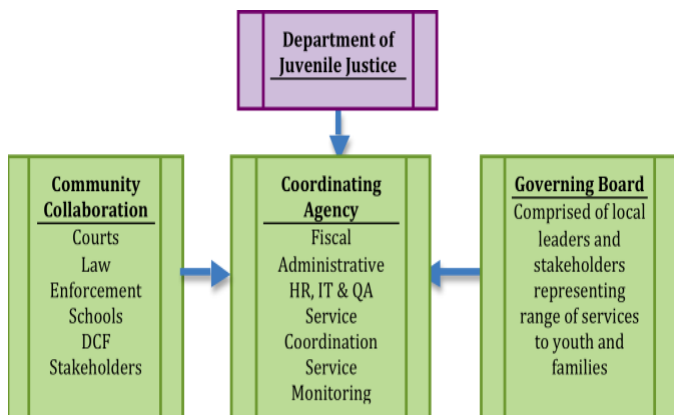 Department of
Juvenile Justice
Community
Collaboration
Courts
Law
Enforcement
Schools
DCF
Stakeholders
Coordinating
Agency
Fiscal
Administrative
HR, IT & QA
Service
Coordination
Service
Monitoring
Governing Board
Comprised of local
leaders and
stakeholders
representing
range of services
to youth and
families